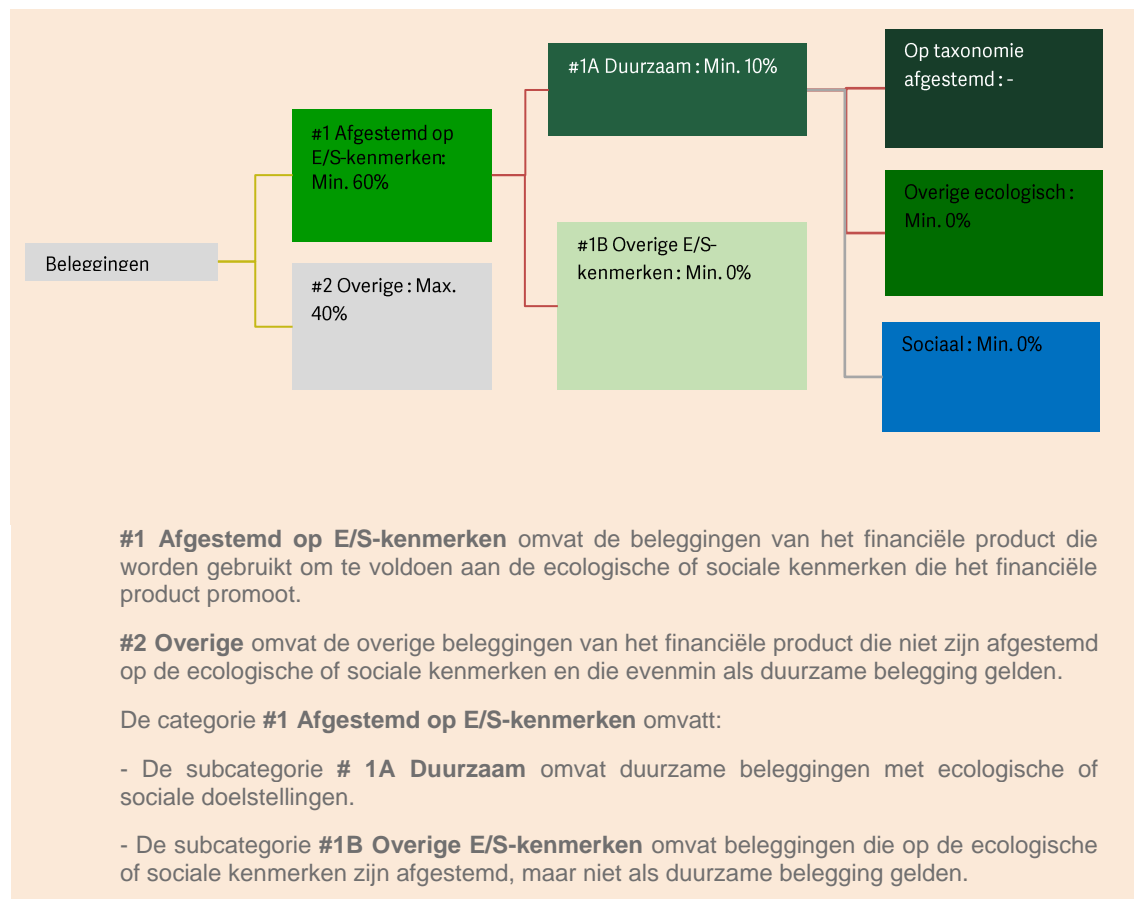 Beleggingen
#1 Afgestemd op
E/S-kenmerken:
Min. 60%
#2 Overige : Max.
40%
#1A Duurzaam : Min. 10%
#1B Overige E/S-
kenmerken : Min. 0%
Op taxonomie
afgestemd : -
Overige ecologisch :
Min. 0%
Sociaal : Min. 0%
#1 Afgestemd op E/S-kenmerken omvat de beleggingen van het financiële product die
worden gebruikt om te voldoen aan de ecologische of sociale kenmerken die het financiële
product promoot.
#2 Overige omvat de overige beleggingen van het financiële product die niet zijn afgestemd
op de ecologische of sociale kenmerken en die evenmin als duurzame belegging gelden.
De categorie #1 Afgestemd op E/S-kenmerken omvatt:
- De subcategorie # 1A Duurzaam omvat duurzame beleggingen met ecologische of
sociale doelstellingen.
- De subcategorie #1B Overige E/S-kenmerken omvat beleggingen die op de ecologische
of sociale kenmerken zijn afgestemd, maar niet als duurzame belegging gelden.